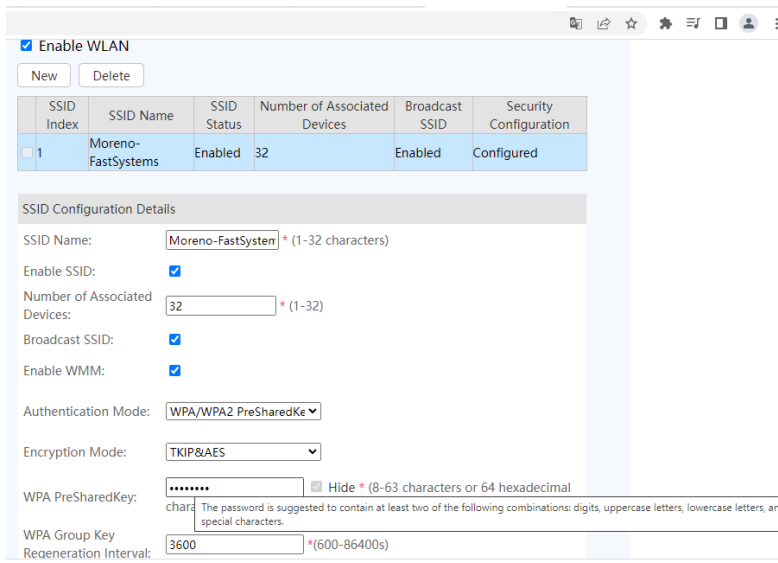 Enable WLAN
New Delete
SSID Index SSID Name SSID Status Number of Associated Devices Broadcast SSID Security Configuration
1 Moreno-FastSystems Enabled 32 Enabled Configured
SSID Configuration Details
SSID Name: Moreno-FastSystem * (1-32 characters)
Enable SSID:
Number of Associated Devices: 32 * (1-32)
Broadcast SSID:
Enable WMM:
Authentication Mode: WPA/WPA2 PreSharedKe
Encryption Mode: TKIP&AES
WPA PreSharedKey: •••••••• Hide * (8-63 characters or 64 hexadecimal
The password is suggested to contain at least two of the following combinations: digits, uppercase letters, lowercase letters,
special characters.
WPA Group Key Regeneration Interval: 3600 *(600-86400s)